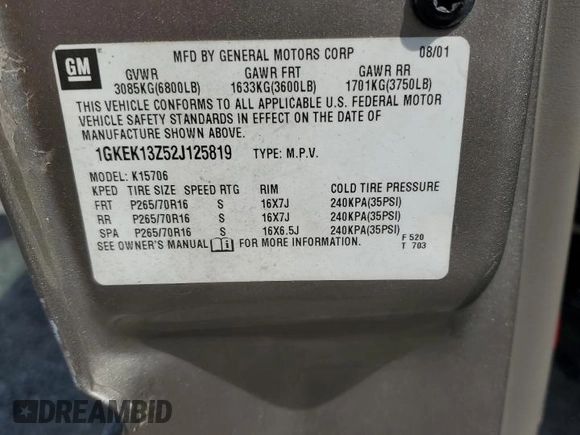 GM
MFD BY GENERAL MOTORS CORP 08/01
GVWR GAWR FRT GAWR RR
3085KG(6800LB) 1633KG(3600LB) 1701KG(3750LB)
THIS VEHICLE CONFORMS TO ALL APPLICABLE U.S. FEDERAL MOTOR
VEHICLE SAFETY STANDARDS IN EFFECT ON THE DATE OF
MANUFACTURE SHOWN ABOVE.
1GKEK13Z52J125819 TYPE: M.P.V.
MODEL: K15706
KPED TIRE SIZE SPEED RTG RIM COLD TIRE PRESSURE
FRT P265/70R16 S 16X7J 240KPA(35PSI)
RR P265/70R16 S 16X7J 240KPA(35PSI)
SPA P265/70R16 S 16X6.5J 240KPA(35PSI)
SEE OWNER'S MANUAL FOR MORE INFORMATION. F 520
T 703
DREAMBID